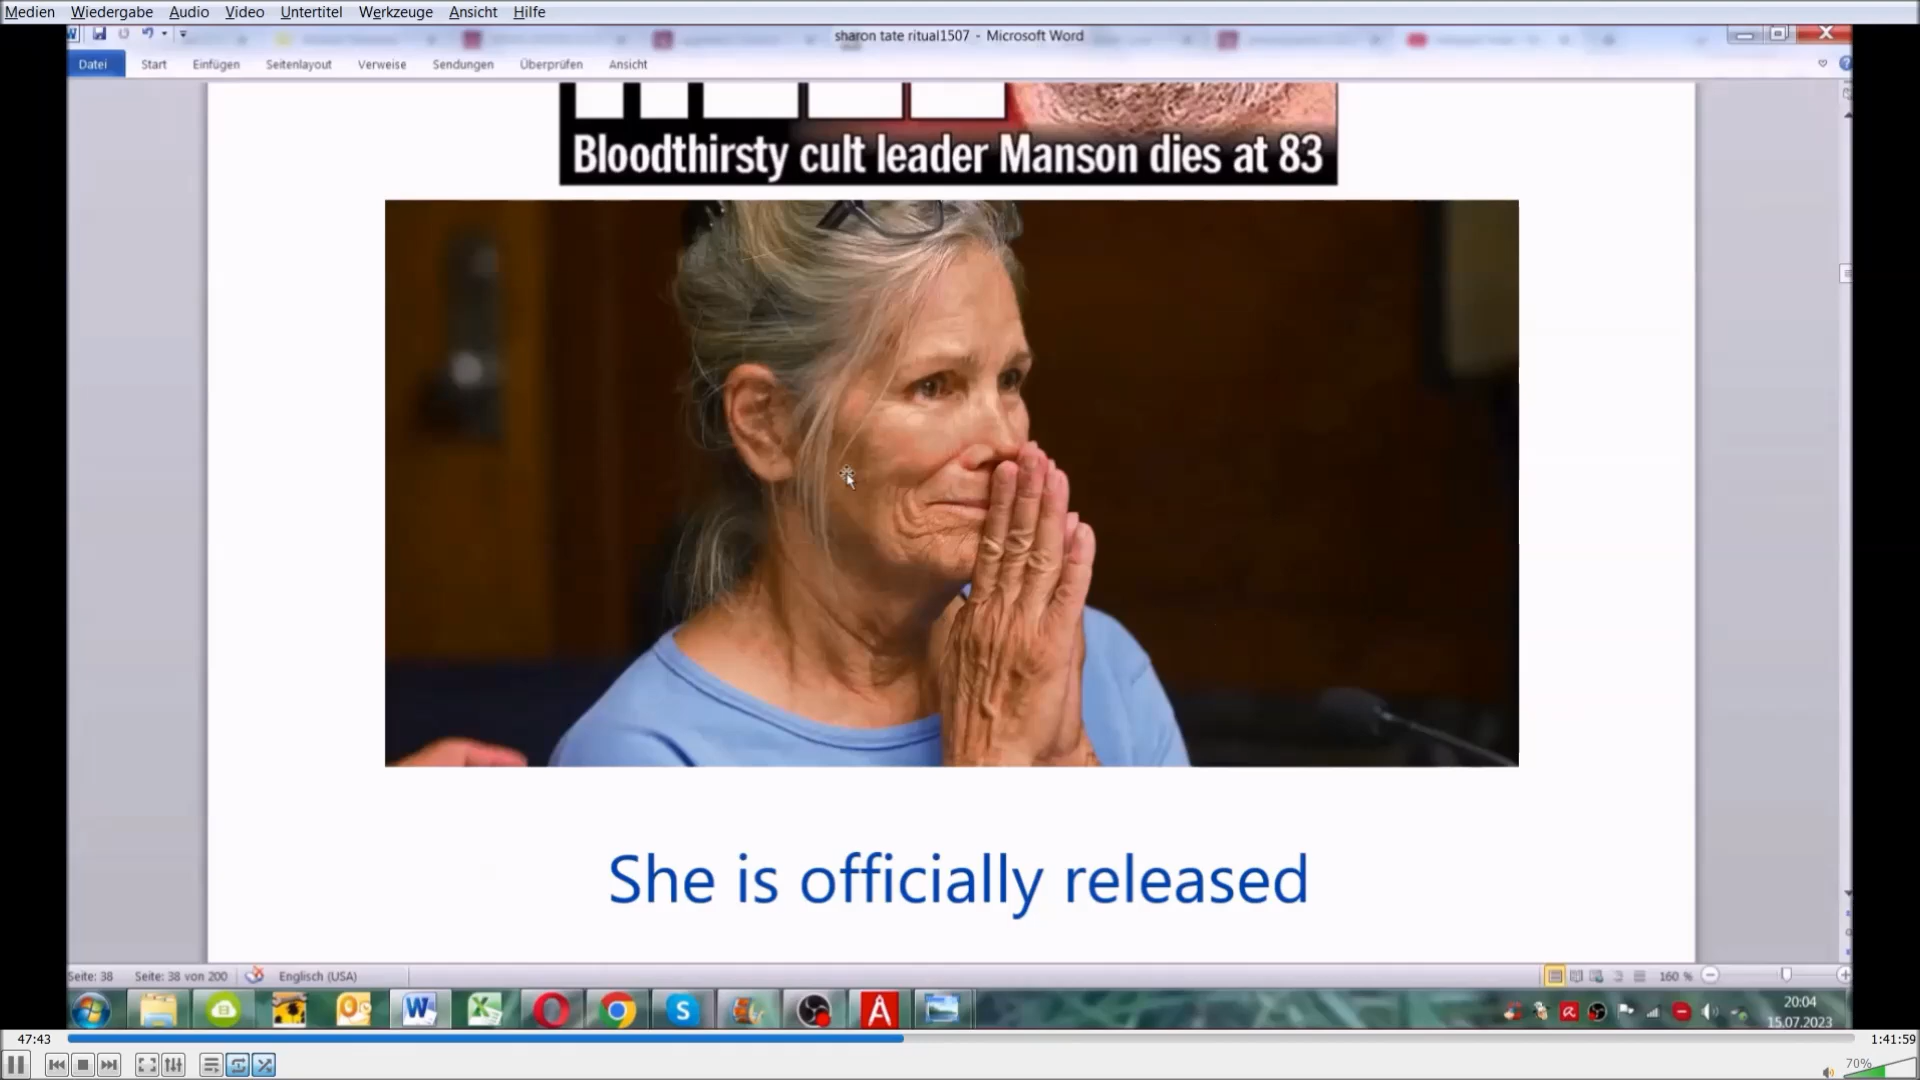 Medien Wiedergabe Audio Video Untertitel Werkzeuge Ansicht Hilfe
sharon tate ritual1507 - Microsoft Word
Datei Start Einfügen Seitenlayout Verweise Sendungen Überprüfen Ansicht
Bloodthirsty cult leader Manson dies at 83
She is officially released
Seite: 38 Seite: 38 von 200 Englisch (USA) 160 %
20:04
15.07.2023
47:43 1:41:59
70%